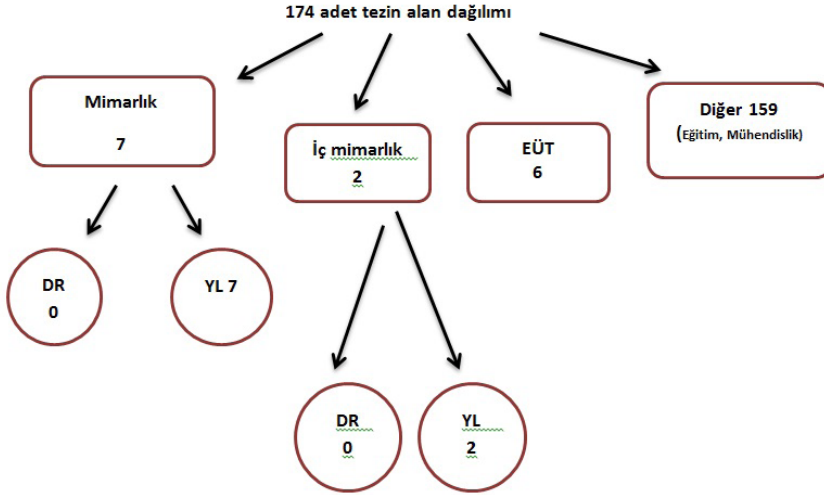 174 adet tezin alan dağılımı
Mimarlık
7
İç mimarlık
2
EÜT
6
Diğer 159
(Eğitim, Mühendislik)
DR
0
YL 7
DR
0
YL
2